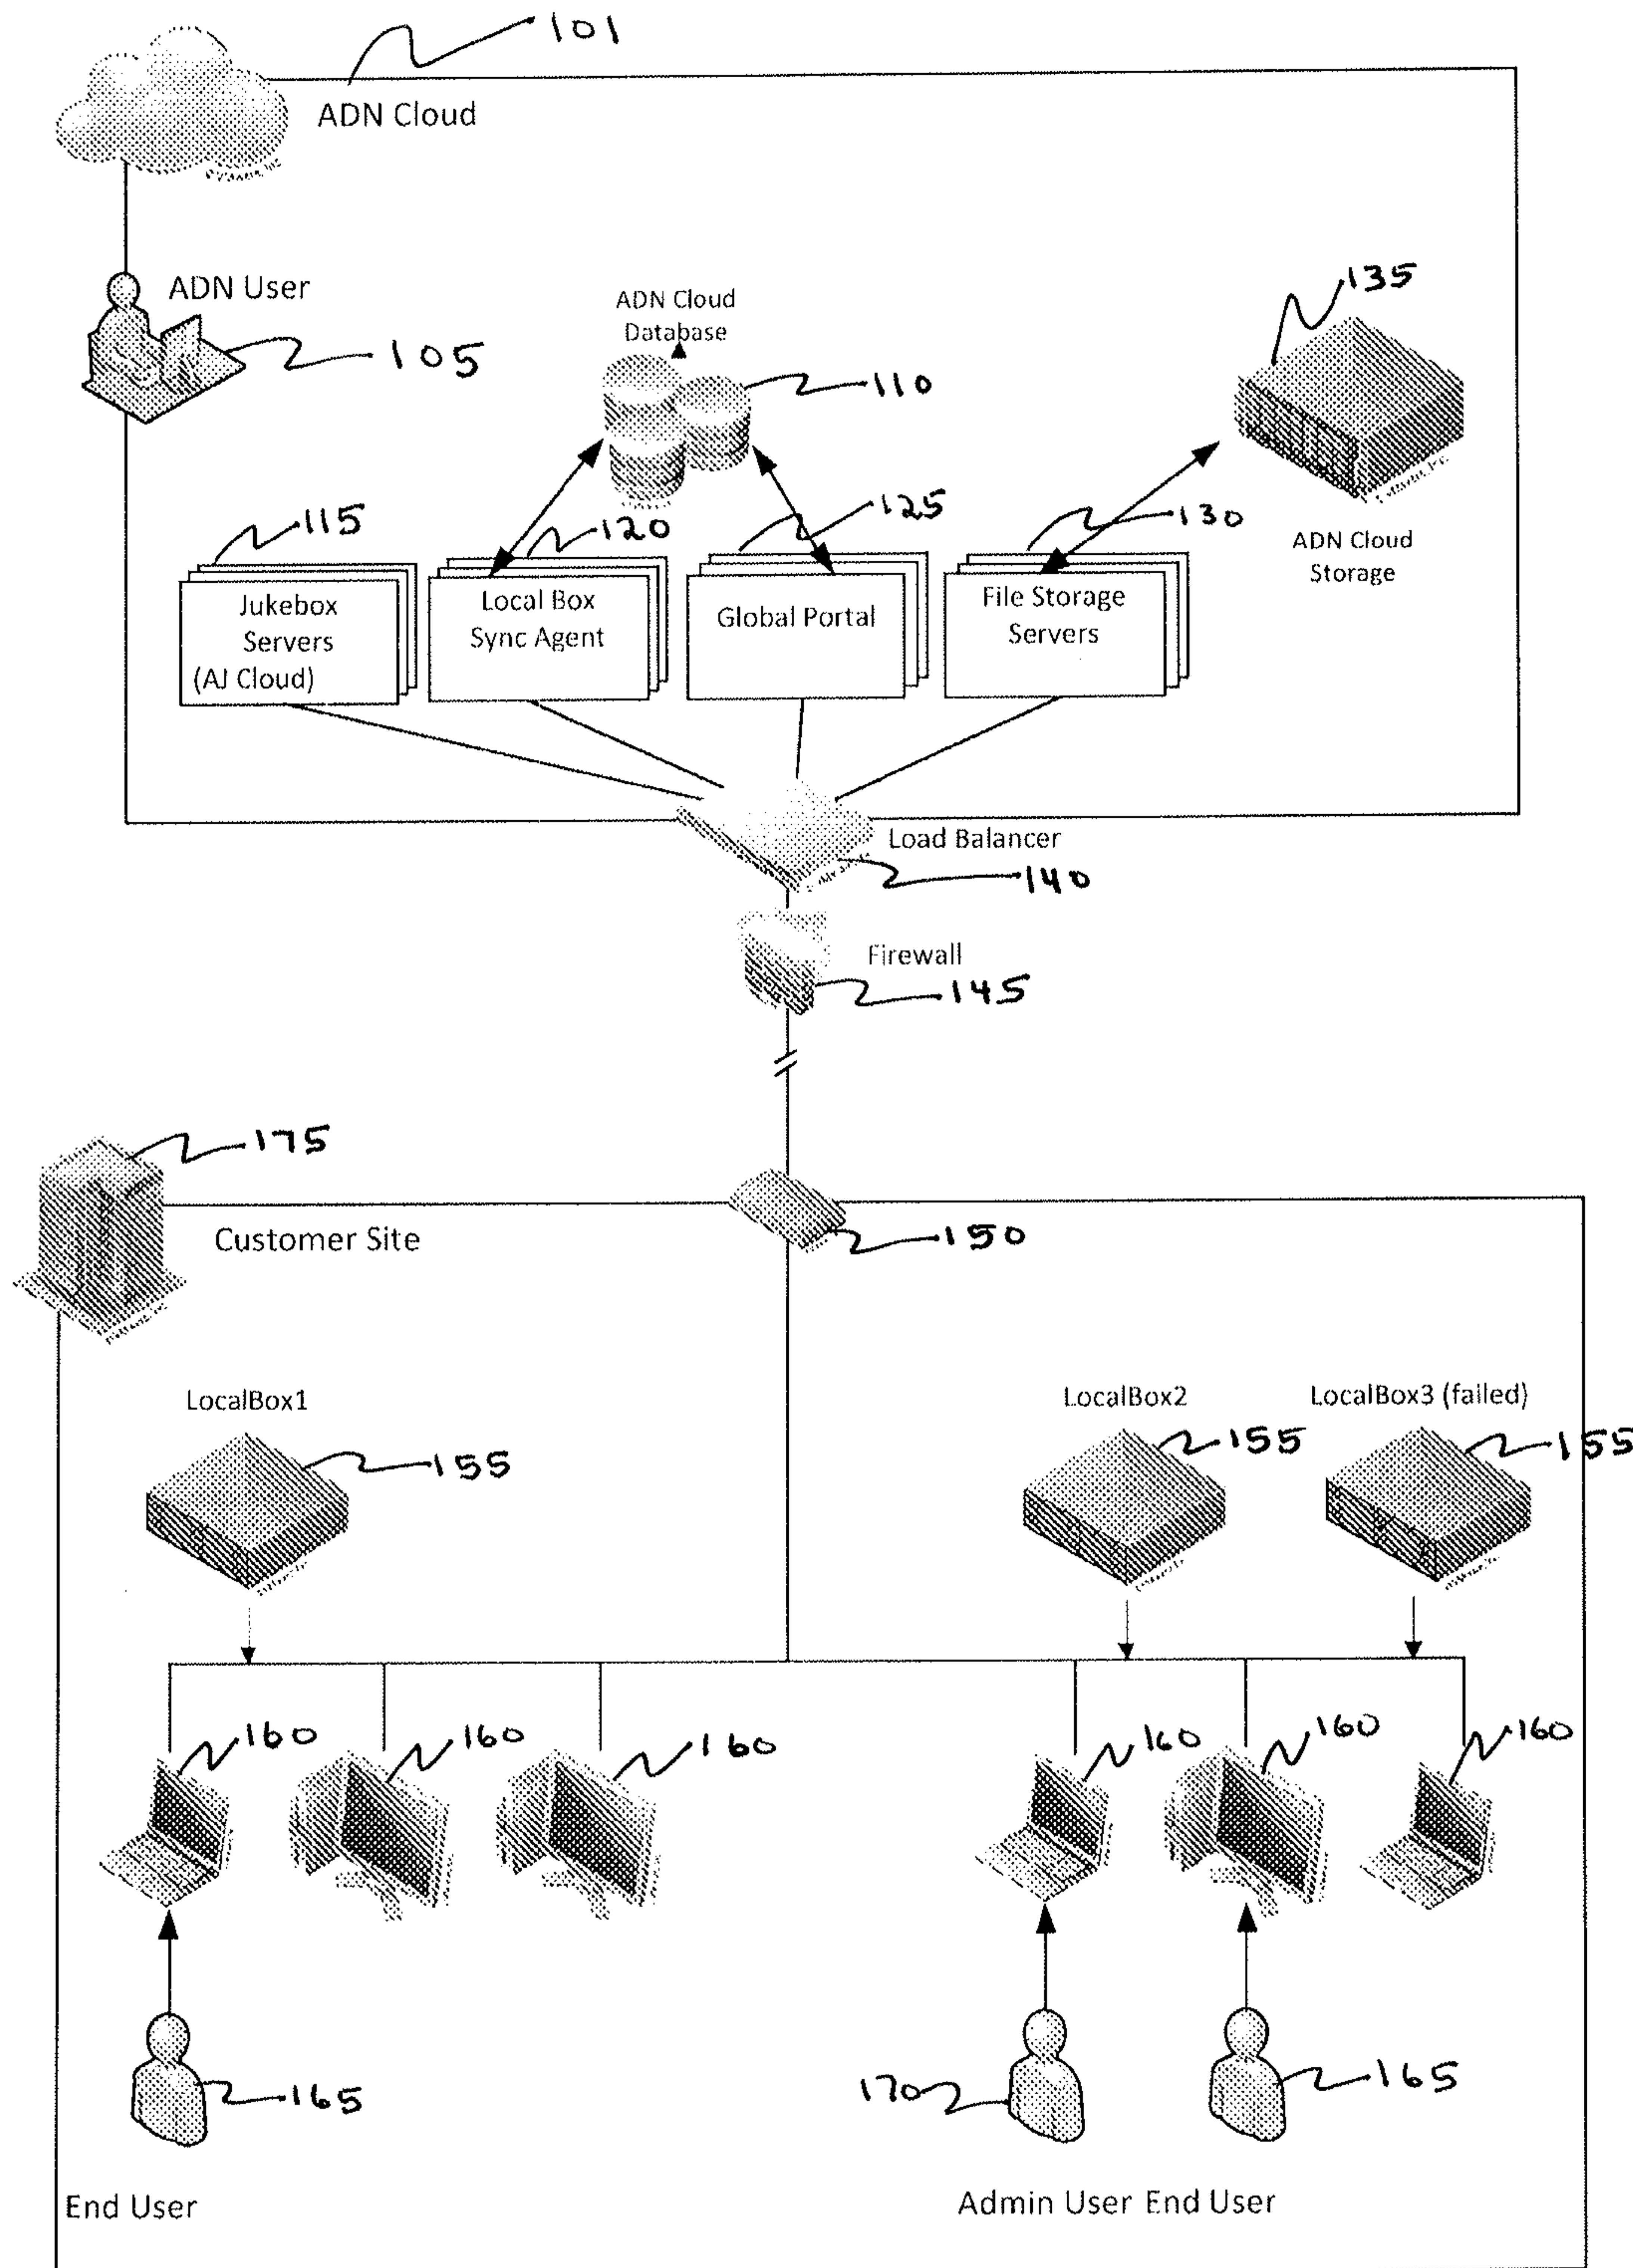 101
ADN Cloud
ADN User
105
ADN Cloud
Database
110
135
ADN Cloud
Storage
115
120
125
130
Jukebox
Servers
(AJ Cloud)
Local Box
Sync Agent
Global Portal
File Storage
Servers
Load Balancer
140
Firewall
145
175
Customer Site
150
LocalBox1
LocalBox2
LocalBox3 (failed)
155
155
155
160
160
160
160
160
160
165
170
165
End User
Admin User
End User